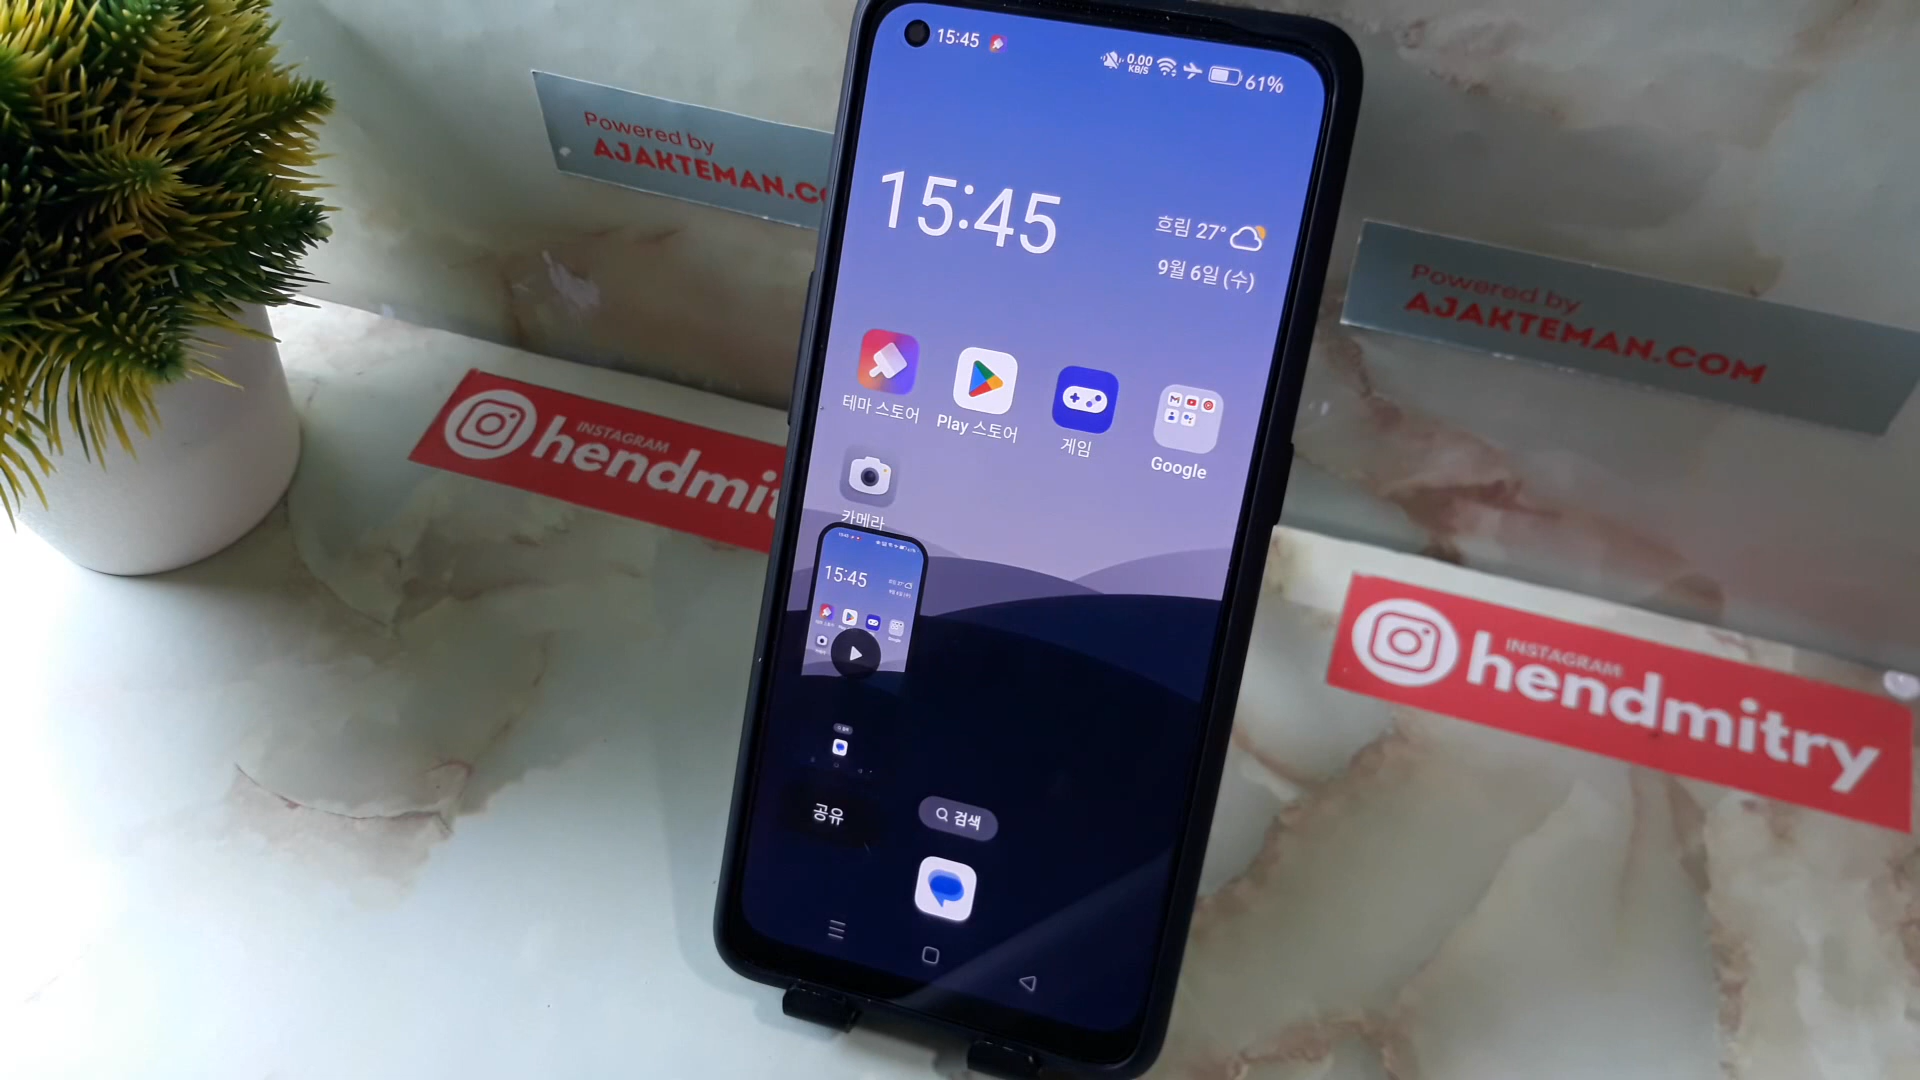 15:45
0.00
KB/S
61%
15:45
흐림 27°
9월 6일 (수)
테마 스토어
Play 스토어
게임
Google
카메라
15:45
공유
검색
Powered by
AJAKTEMAN.CO
INSTAGRAM
hendmit
Powered by
AJAKTEMAN.COM
INSTAGRAM
hendmitry